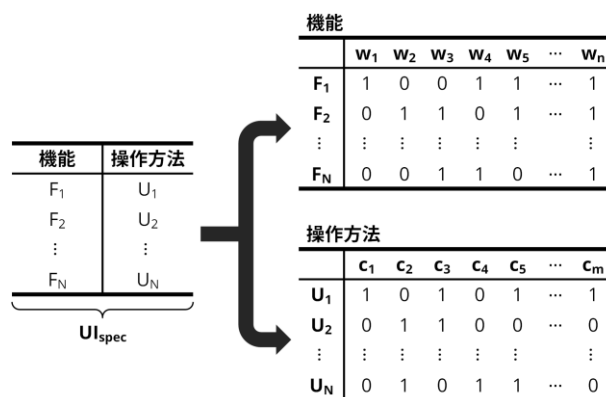 機能
w1 w2 w3 w4 w5 ... wn
F1 1 0 0 1 1 ... 1
F2 0 1 1 0 1 ... 1
⋮ ⋮ ⋮ ⋮ ⋮ ⋮ ⋮
FN 0 0 1 1 0 ... 1
機能 操作方法
F1 U1
F2 U2
⋮ ⋮
FN UN
UIspec
操作方法
c1 c2 c3 c4 c5 ... cm
U1 1 0 1 0 1 ... 1
U2 0 1 1 0 0 ... 0
⋮ ⋮ ⋮ ⋮ ⋮ ⋮ ⋮
UN 0 1 0 1 1 ... 0